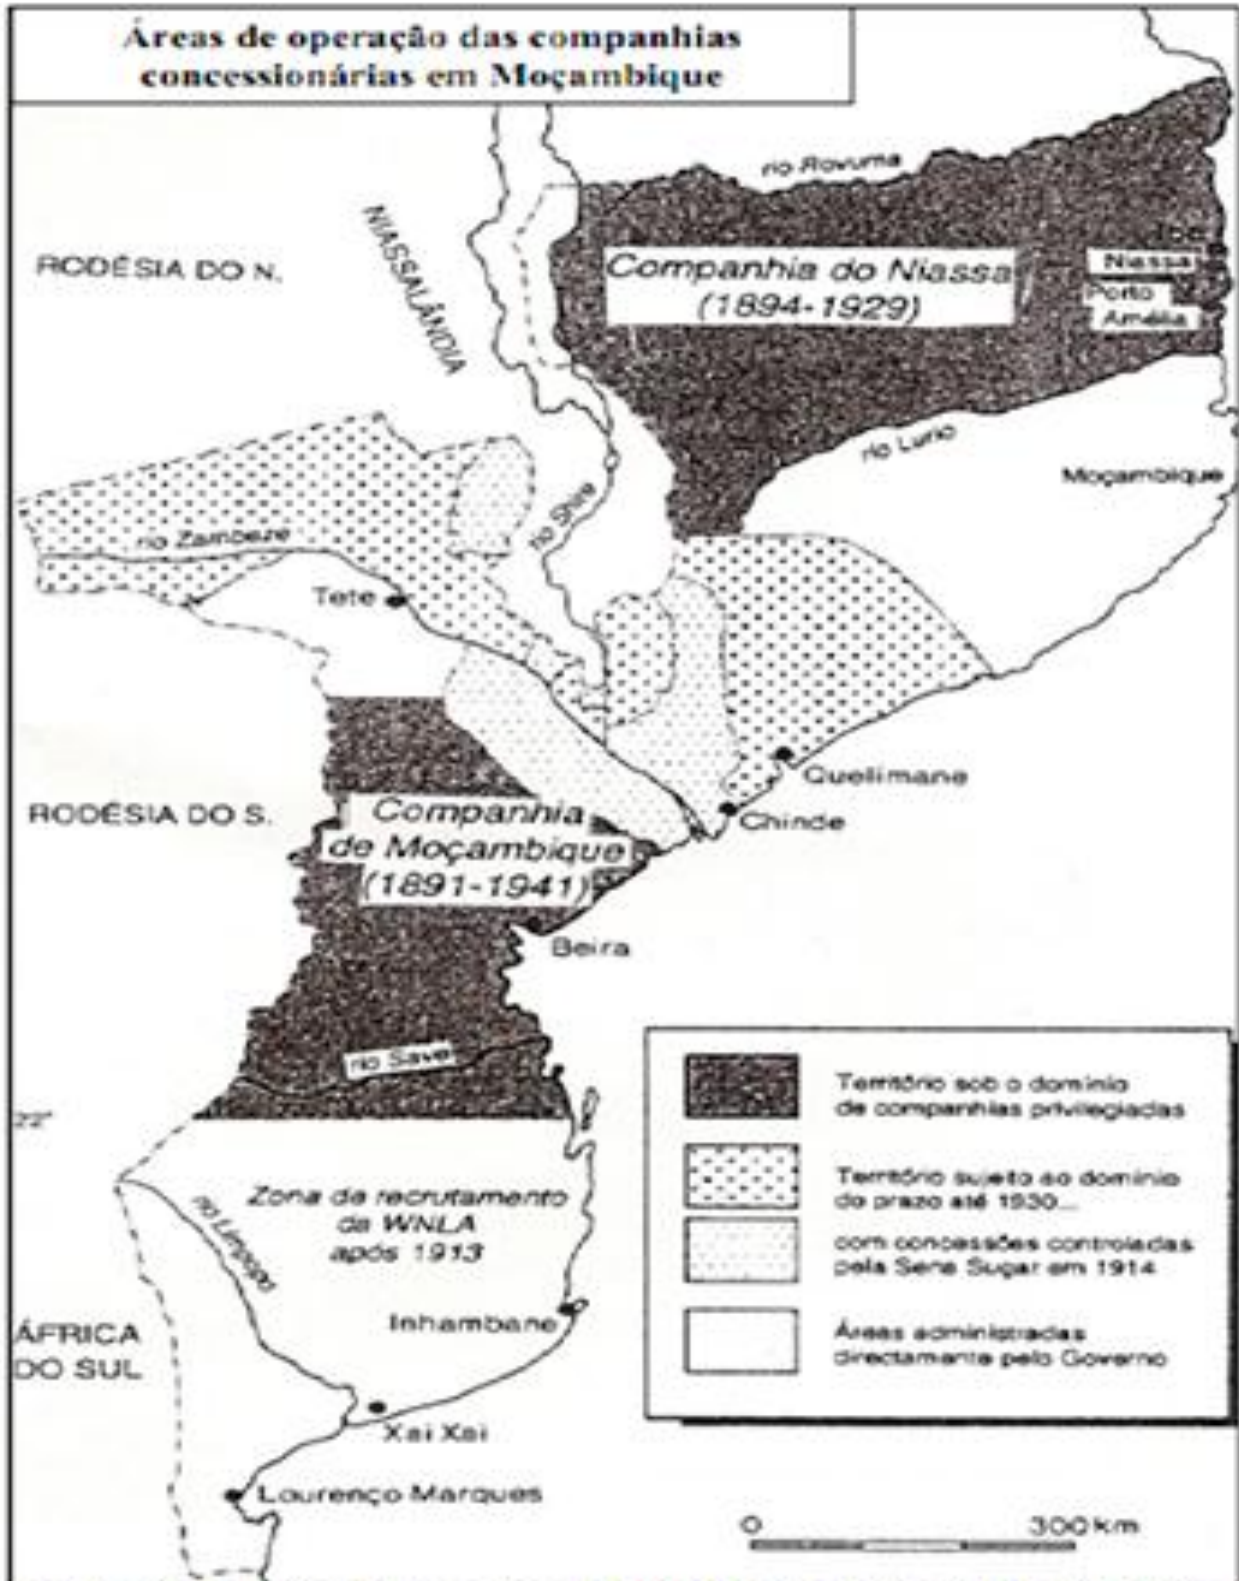 Áreas de operação das companhias
concessionárias em Moçambique
rio Rovuma
NIASSALÂNDIA
RODÉSIA DO N.
Companhia do Niassa
(1894-1929)
Ibo
Niassa
Porto
Amélia
rio Lurio
Moçambique
rio Shire
rio Zambeze
Tete
Quelimane
Chinde
RODÉSIA DO S.
Companhia
de Moçambique
(1891-1941)
Beira
rio Save
22°
Zona de recrutamento
da WNLA
após 1913
rio Limpopo
Inhambane
ÁFRICA
DO SUL
Xai Xai
Lourenço Marques
Território sob o domínio
de companhias privilegiadas
Território sujeito ao domínio
do prazo até 1930...
com concessões controladas
pela Sena Sugar em 1914
Áreas administradas
directamente pelo Governo
0 300 km